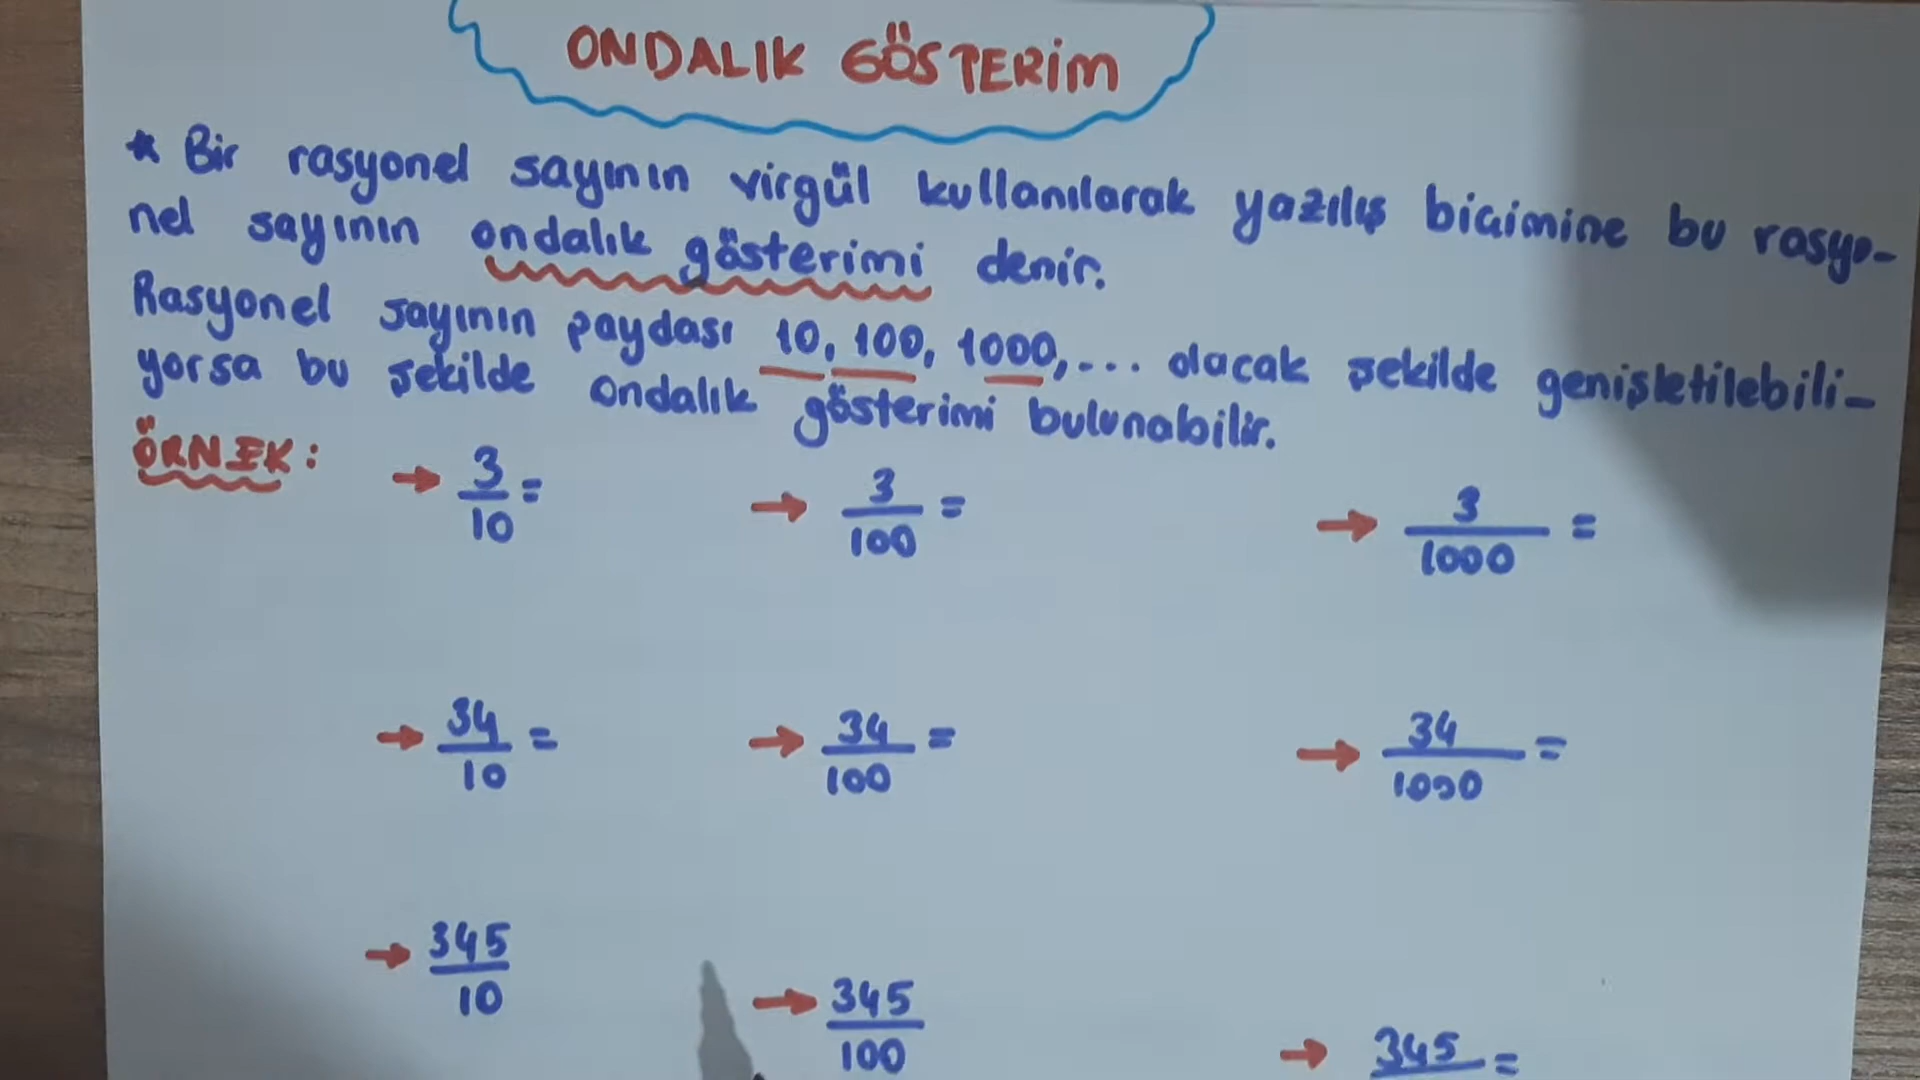 ONDALIK GÖSTERİM
* Bir rasyonel sayının virgül kullanılarak yazılış biçimine bu rasyo-
nel sayının ondalık gösterimi denir.
Rasyonel sayının paydası 10, 100, 1000,... olacak şekilde genişletilebili-
yorsa bu şekilde ondalık gösterimi bulunabilir.
ÖRNEK:
→ 3/10 =
→ 3/100 =
→ 3/1000 =
→ 34/10 =
→ 34/100 =
→ 34/1000 =
→ 345/10
→ 345/100
→ 345 =